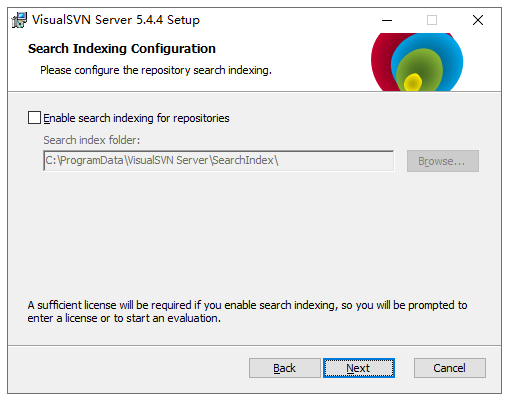 VisualSVN Server 5.4.4 Setup
Search Indexing Configuration
Please configure the repository search indexing.
Enable search indexing for repositories
Search index folder:
C:\ProgramData\VisualSVN Server\SearchIndex\
Browse...
A sufficient license will be required if you enable search indexing, so you will be prompted to
enter a license or to start an evaluation.
Back
Next
Cancel